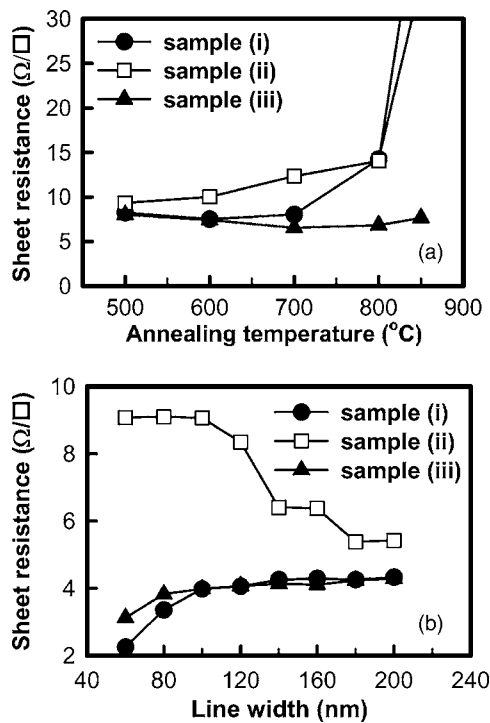 30
25
20
15
10
5
0
Sheet resistance (Ω/□)
sample (i)
sample (ii)
sample (iii)
(a)
500 600 700 800 900
Annealing temperature (°C)
10
8
6
4
2
Sheet resistance (Ω/□)
sample (i)
sample (ii)
sample (iii)
(b)
40 80 120 160 200 240
Line width (nm)